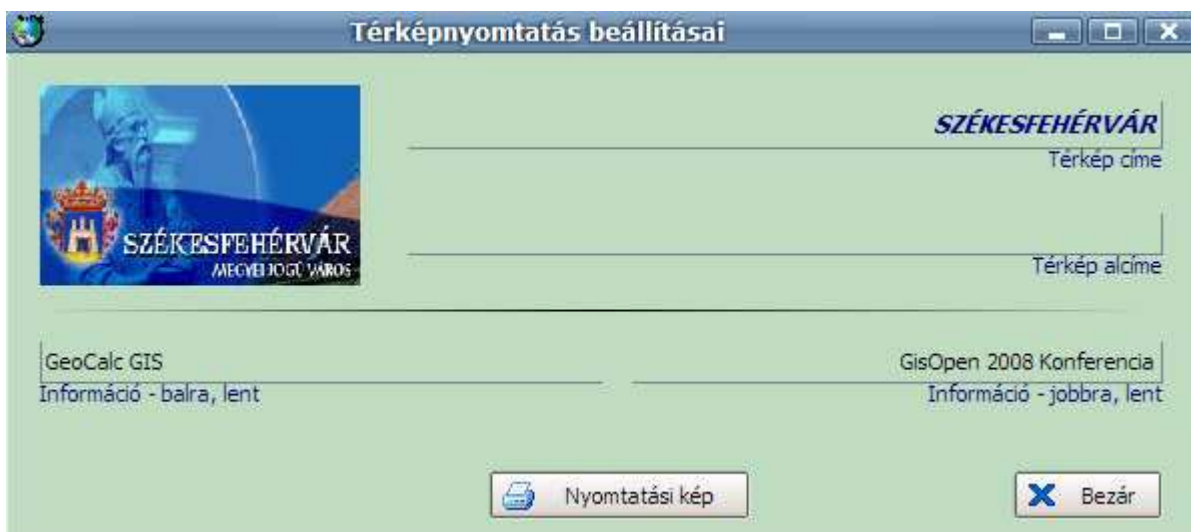 Térképnyomtatás beállításai
SZÉKESFEHÉRVÁR
MEGYEI JOGÚ VÁROS
SZÉKESFEHÉRVÁR
Térkép címe
Térkép alcíme
GeoCalc GIS
Információ - balra, lent
GisOpen 2008 Konferencia
Információ - jobbra, lent
Nyomtatási kép
Bezár